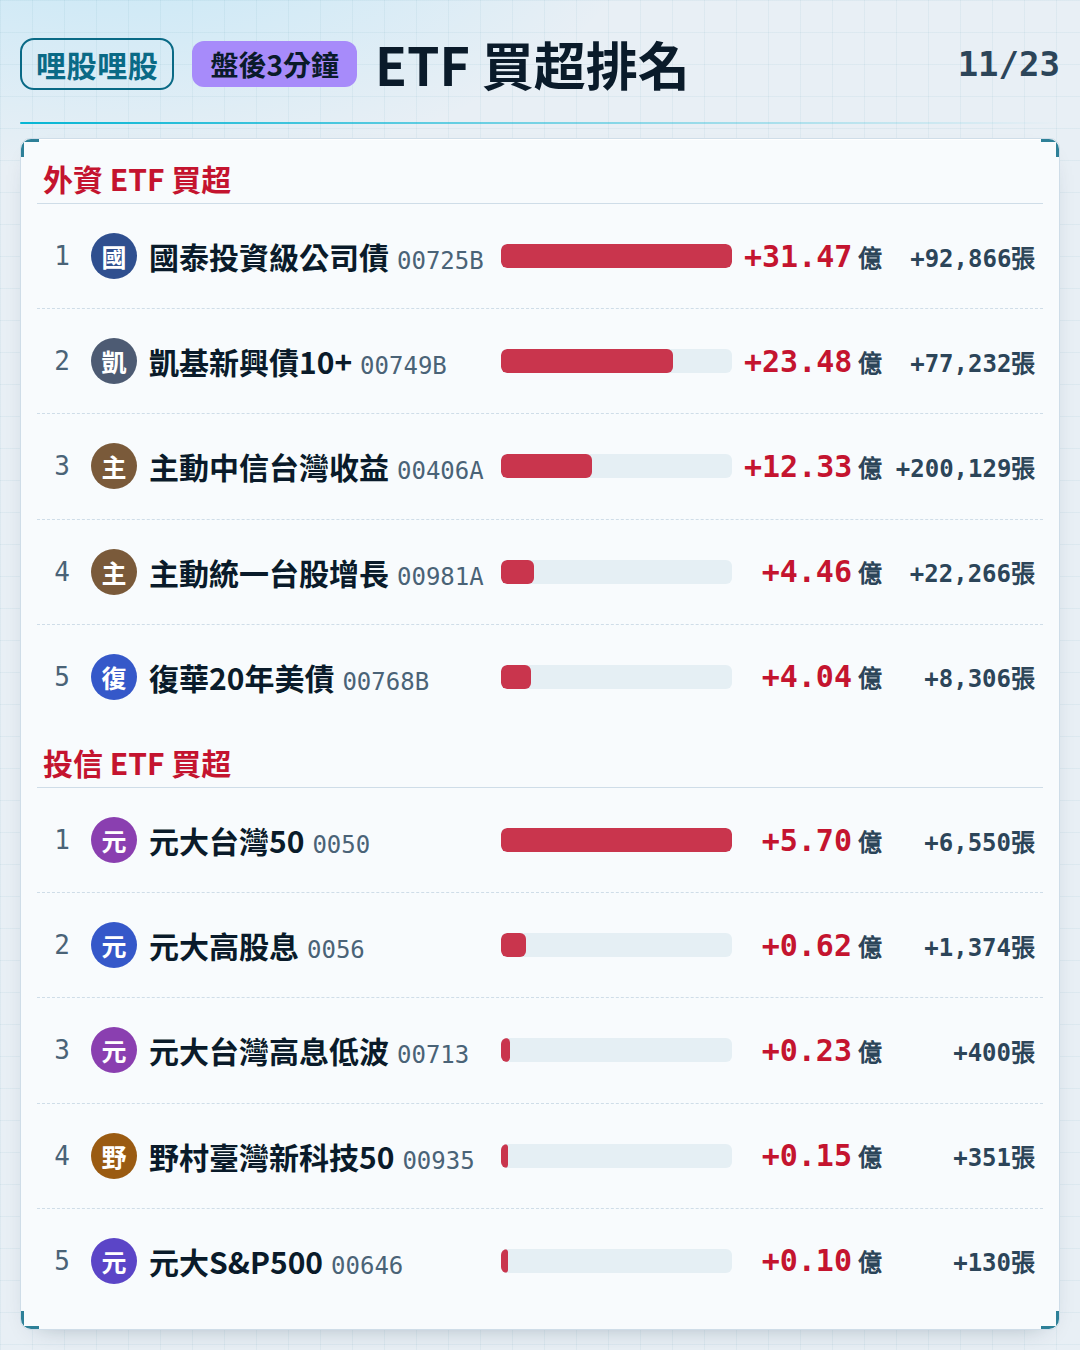 哩股哩股 盤後3分鐘 ETF 買超排名 11/23
外資 ETF 買超
1 國 國泰投資級公司債 00725B +31.47 億 +92,866張
2 凱 凱基新興債10+ 00749B +23.48 億 +77,232張
3 主 主動中信台灣收益 00406A +12.33 億 +200,129張
4 主 主動統一台股增長 00981A +4.46 億 +22,266張
5 復 復華20年美債 00768B +4.04 億 +8,306張
投信 ETF 買超
1 元 元大台灣50 0050 +5.70 億 +6,550張
2 元 元大高股息 0056 +0.62 億 +1,374張
3 元 元大台灣高息低波 00713 +0.23 億 +400張
4 野 野村臺灣新科技50 00935 +0.15 億 +351張
5 元 元大S&P500 00646 +0.10 億 +130張